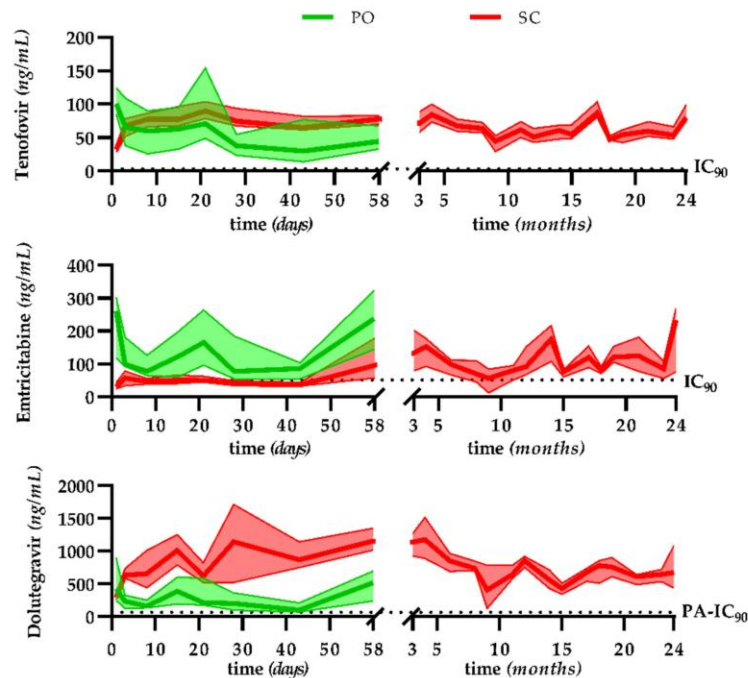 PO SC
Tenofovir (ng/mL)
200
150
100
50
0
IC90
0 10 20 30 40 50 58 3 5 10 15 20 24
time (days) time (months)
Emtricitabine (ng/mL)
400
300
200
100
0
IC90
0 10 20 30 40 50 58 3 5 10 15 20 24
time (days) time (months)
Dolutegravir (ng/mL)
2000
1500
1000
500
0
PA-IC90
0 10 20 30 40 50 58 3 5 10 15 20 24
time (days) time (months)